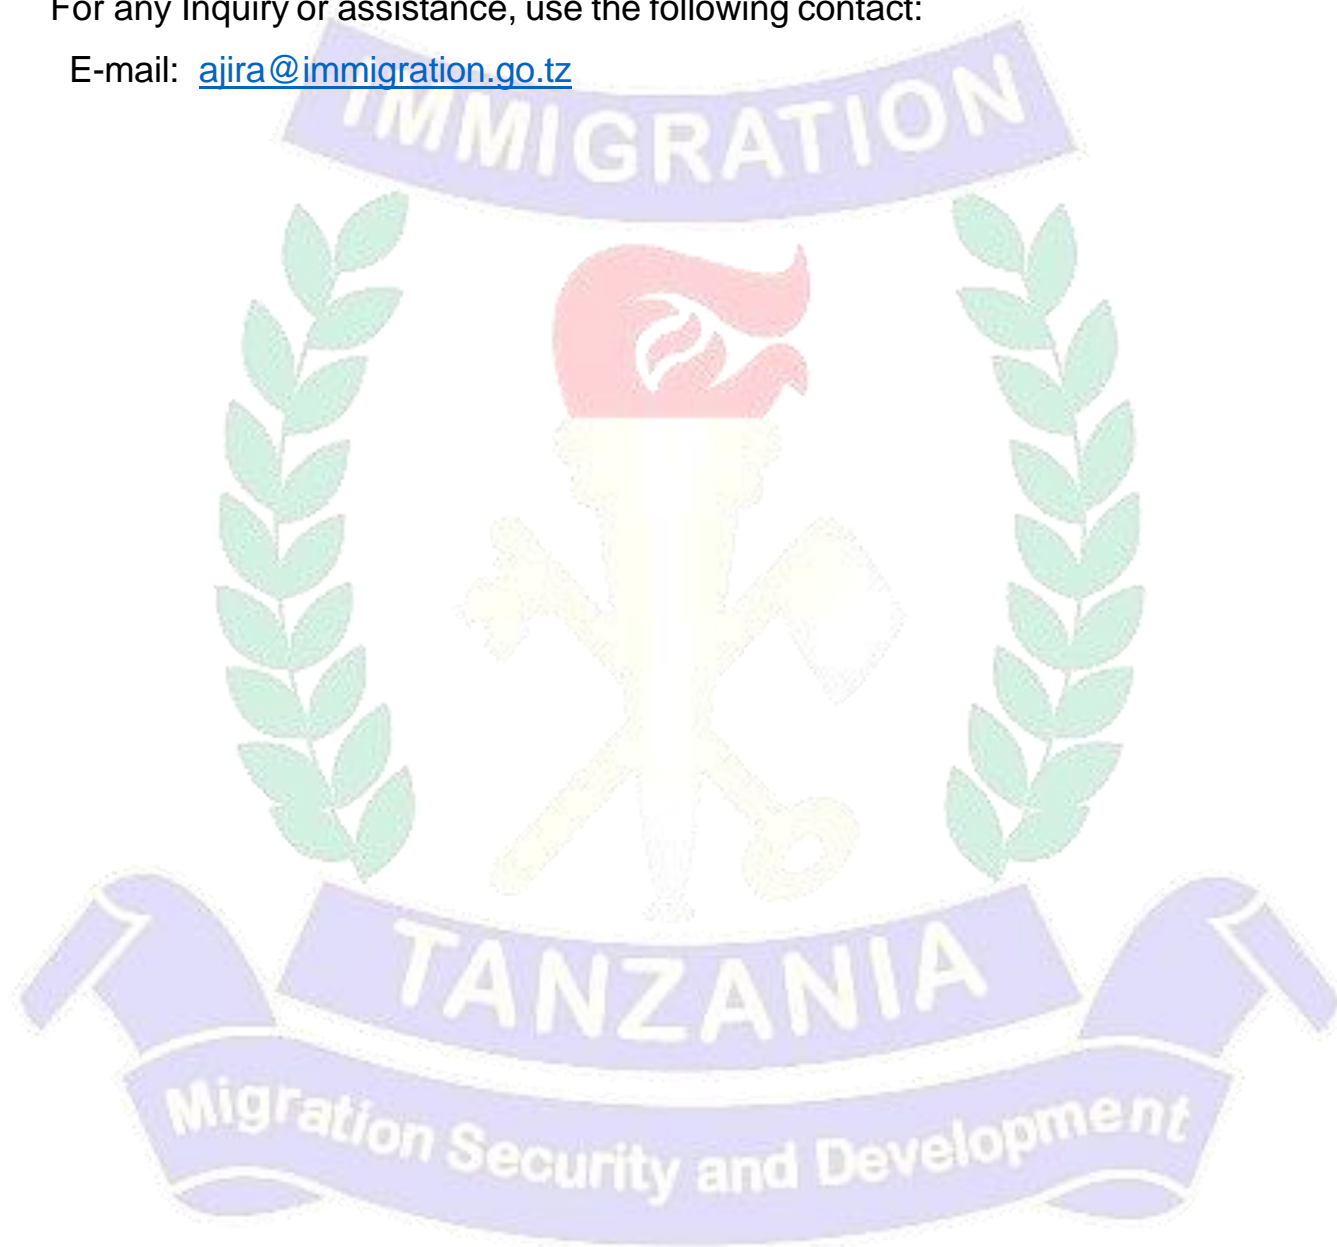 For any Inquiry or assistance, use the following contact:
E-mail: ajira@immigration.go.tz
IMMIGRATION
TANZANIA
Migration Security and Development